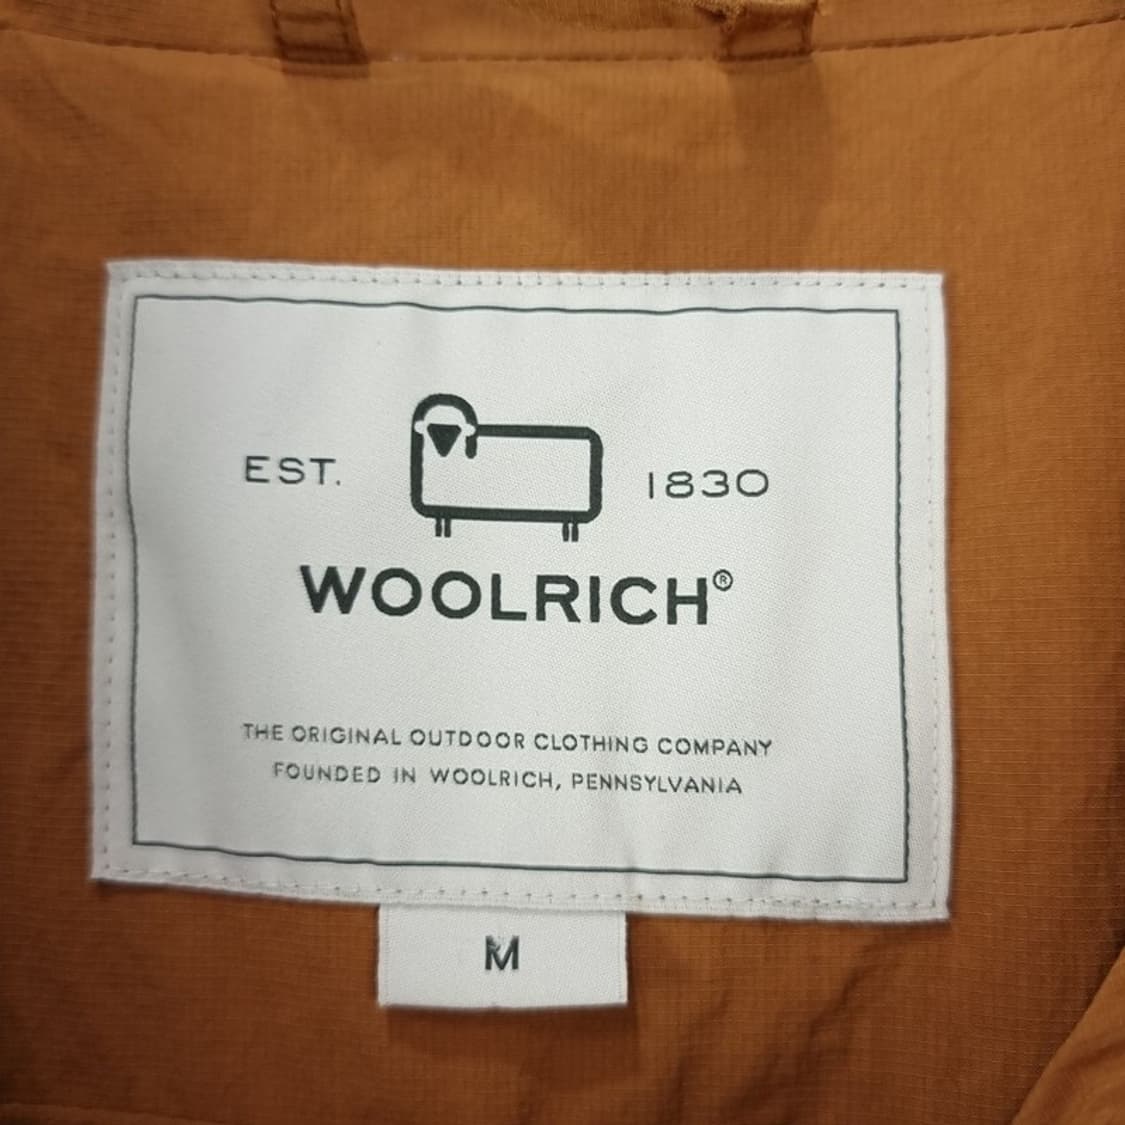 EST. 1830
WOOLRICH®
THE ORIGINAL OUTDOOR CLOTHING COMPANY
FOUNDED IN WOOLRICH, PENNSYLVANIA
M